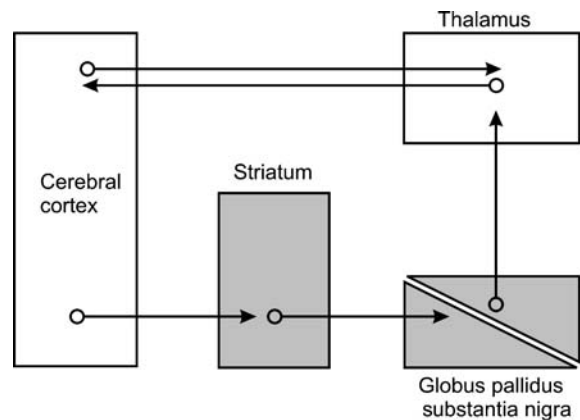 Thalamus
Cerebral
cortex
Striatum
Globus pallidus
substantia nigra